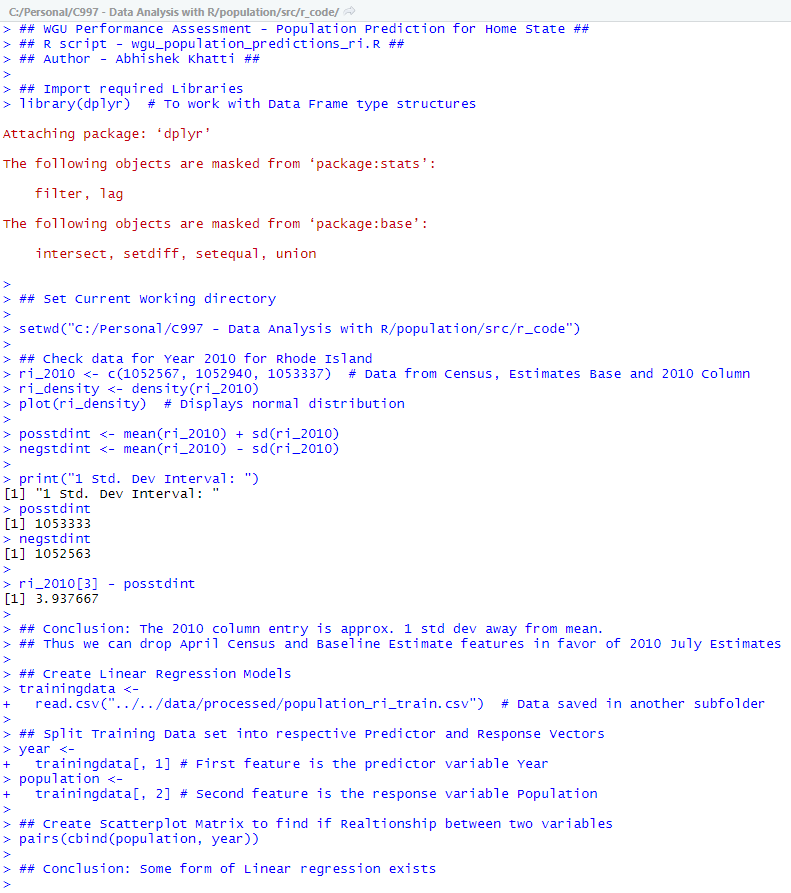 C:/Personal/C997 - Data Analysis with R/population/src/r_code/
> ## WGU Performance Assessment - Population Prediction for Home State ##
> ## R script - wgu_population_predictions_ri.R ##
> ## Author - Abhishek Khatti ##
>
> ## Import required Libraries
> library(dplyr)  # To work with Data Frame type structures
Attaching package: ‘dplyr’
The following objects are masked from ‘package:stats’:
    filter, lag
The following objects are masked from ‘package:base’:
    intersect, setdiff, setequal, union
>
> ## Set Current Working directory
>
> setwd("C:/Personal/C997 - Data Analysis with R/population/src/r_code")
>
> ## Check data for Year 2010 for Rhode Island
> ri_2010 <- c(1052567, 1052940, 1053337)  # Data from Census, Estimates Base and 2010 Column
> ri_density <- density(ri_2010)
> plot(ri_density)  # Displays normal distribution
>
> posstdint <- mean(ri_2010) + sd(ri_2010)
> negstdint <- mean(ri_2010) - sd(ri_2010)
>
> print("1 Std. Dev Interval: ")
[1] "1 Std. Dev Interval: "
> posstdint
[1] 1053333
> negstdint
[1] 1052563
>
> ri_2010[3] - posstdint
[1] 3.937667
>
> ## Conclusion: The 2010 column entry is approx. 1 std dev away from mean.
> ## Thus we can drop April Census and Baseline Estimate features in favor of 2010 July Estimates
>
> ## Create Linear Regression Models
> trainingdata <-
+   read.csv("../../data/processed/population_ri_train.csv")  # Data saved in another subfolder
>
> ## Split Training Data set into respective Predictor and Response Vectors
> year <-
+   trainingdata[, 1] # First feature is the predictor variable Year
> population <-
+   trainingdata[, 2] # Second feature is the response variable Population
>
> ## Create Scatterplot Matrix to find if Realtionship between two variables
> pairs(cbind(population, year))
>
> ## Conclusion: Some form of Linear regression exists
>